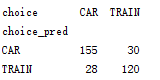 choice CAR TRAIN
choice_pred
CAR 155 30
TRAIN 28 120